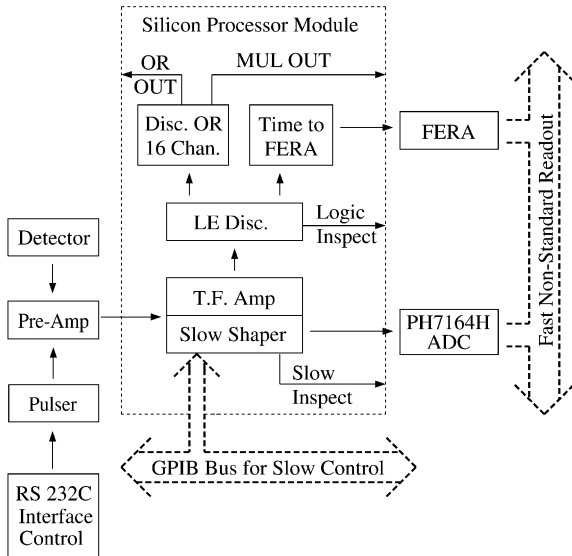 Silicon Processor Module
OR
OUT
MUL OUT
Disc. OR
16 Chan.
Time to
FERA
FERA
LE Disc.
Logic
Inspect
Detector
T.F. Amp
Pre-Amp
Slow Shaper
PH7164H
ADC
Slow
Inspect
Pulser
GPIB Bus for Slow Control
RS 232C
Interface
Control
Fast Non-Standard Readout